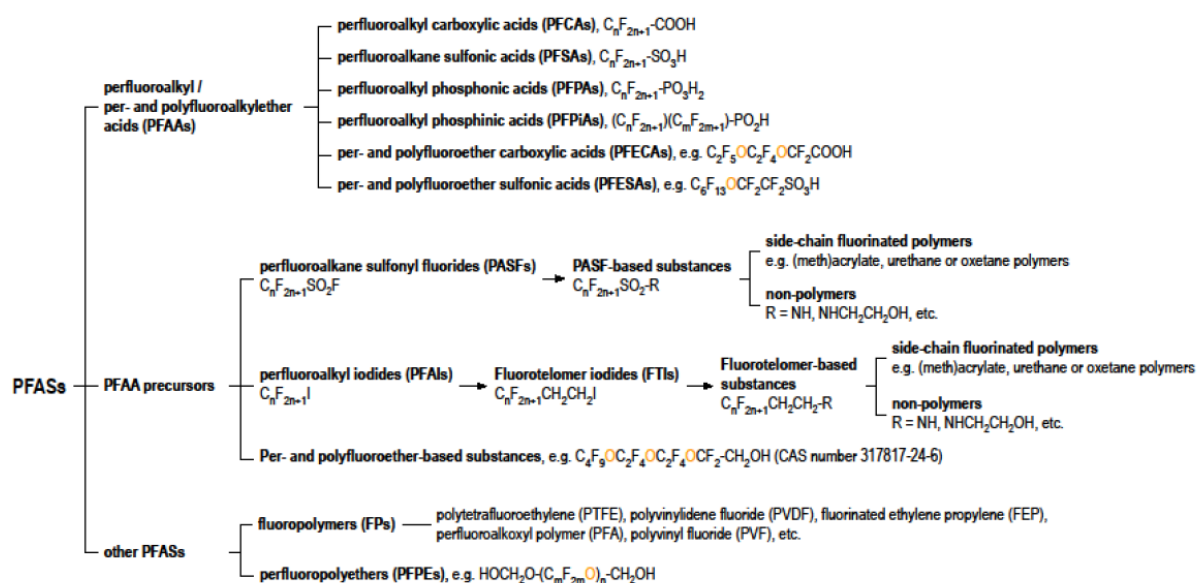 perfluoroalkyl carboxylic acids (PFCAs), CnF2n+1-COOH
perfluoroalkane sulfonic acids (PFSAs), CnF2n+1-SO3H
perfluoroalkyl /
per- and polyfluoroalkylether
acids (PFAAs)
perfluoroalkyl phosphonic acids (PFPAs), CnF2n+1-PO3H2
perfluoroalkyl phosphinic acids (PFPiAs), (CnF2n+1)(CmF2m+1)-PO2H
per- and polyfluoroether carboxylic acids (PFECAs), e.g. C2F5OC2F4OCF2COOH
per- and polyfluoroether sulfonic acids (PFESAs), e.g. C6F13OCF2CF2SO3H
PFASs
PFAA precursors
perfluoroalkane sulfonyl fluorides (PASFs)
CnF2n+1SO2F
PASF-based substances
CnF2n+1SO2-R
side-chain fluorinated polymers
e.g. (meth)acrylate, urethane or oxetane polymers
non-polymers
R = NH, NHCH2CH2OH, etc.
perfluoroalkyl iodides (PFAIs)
CnF2n+1I
Fluorotelomer iodides (FTIs)
CnF2n+1CH2CH2I
Fluorotelomer-based
substances
CnF2n+1CH2CH2-R
side-chain fluorinated polymers
e.g. (meth)acrylate, urethane or oxetane polymers
non-polymers
R = NH, NHCH2CH2OH, etc.
Per- and polyfluoroether-based substances, e.g. C4F9OC2F4OC2F4OCF2-CH2OH (CAS number 317817-24-6)
other PFASs
fluoropolymers (FPs)
polytetrafluoroethylene (PTFE), polyvinylidene fluoride (PVDF), fluorinated ethylene propylene (FEP),
perfluoroalkoxyl polymer (PFA), polyvinyl fluoride (PVF), etc.
perfluoropolyethers (PFPEs), e.g. HOCH2O-(CmF2mO)n-CH2OH